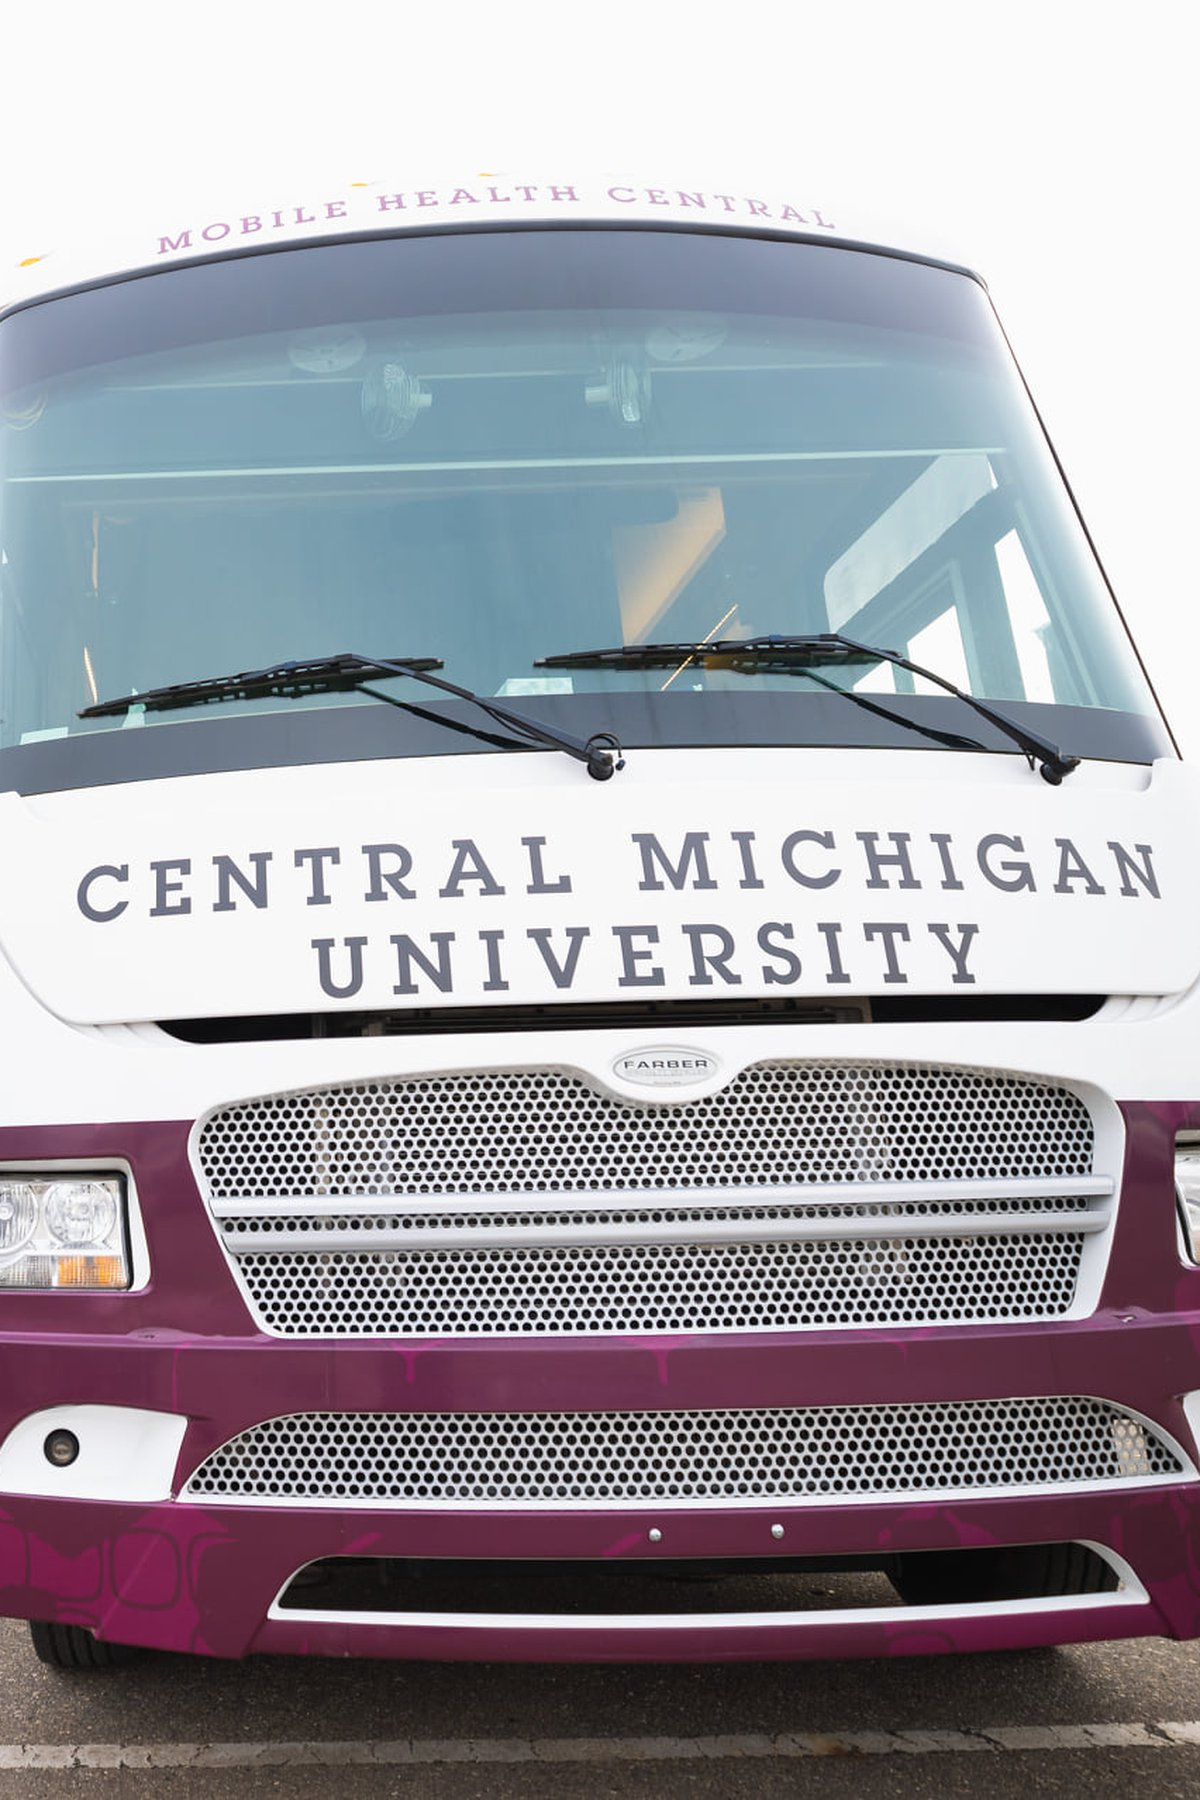 MOBILE HEALTH CENTRAL
CENTRAL MICHIGAN
UNIVERSITY
FARBER